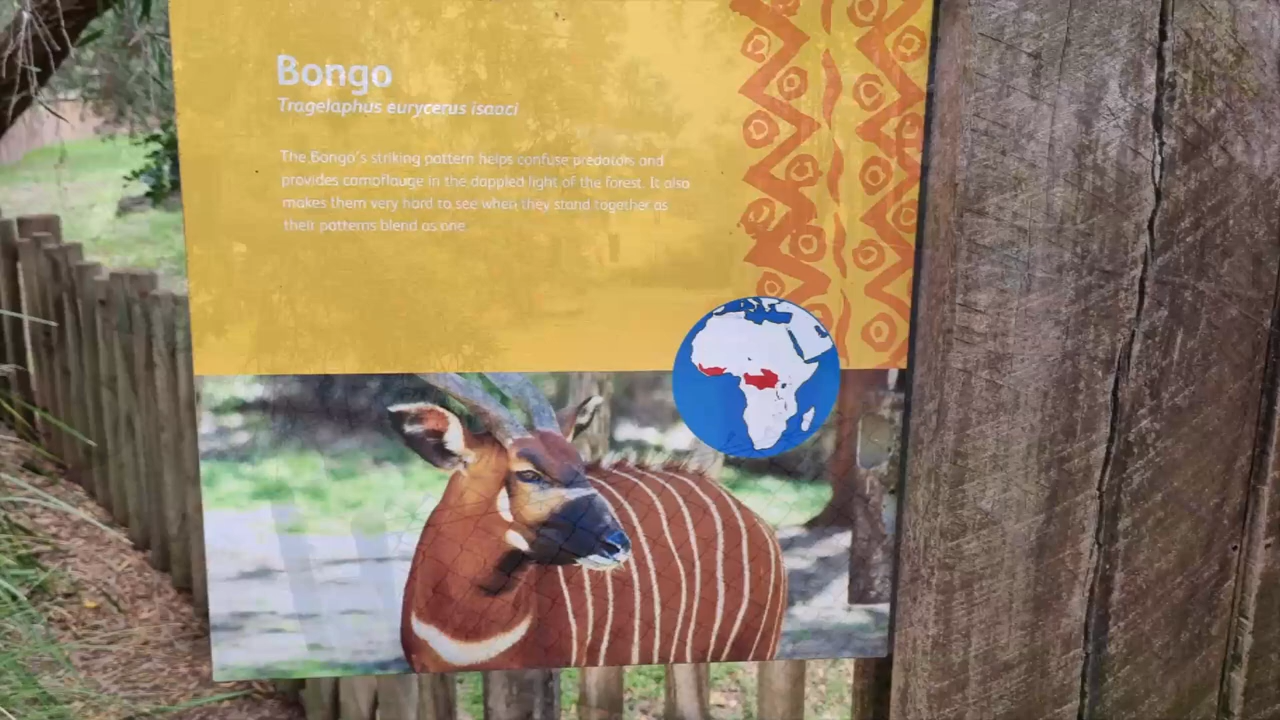 Bongo
Tragelaphus eurycerus isaaci
The Bongo's striking pattern helps confuse predators and
provides camoflauge in the dappled light of the forest. It also
makes them very hard to see when they stand together as
their patterns blend as one.